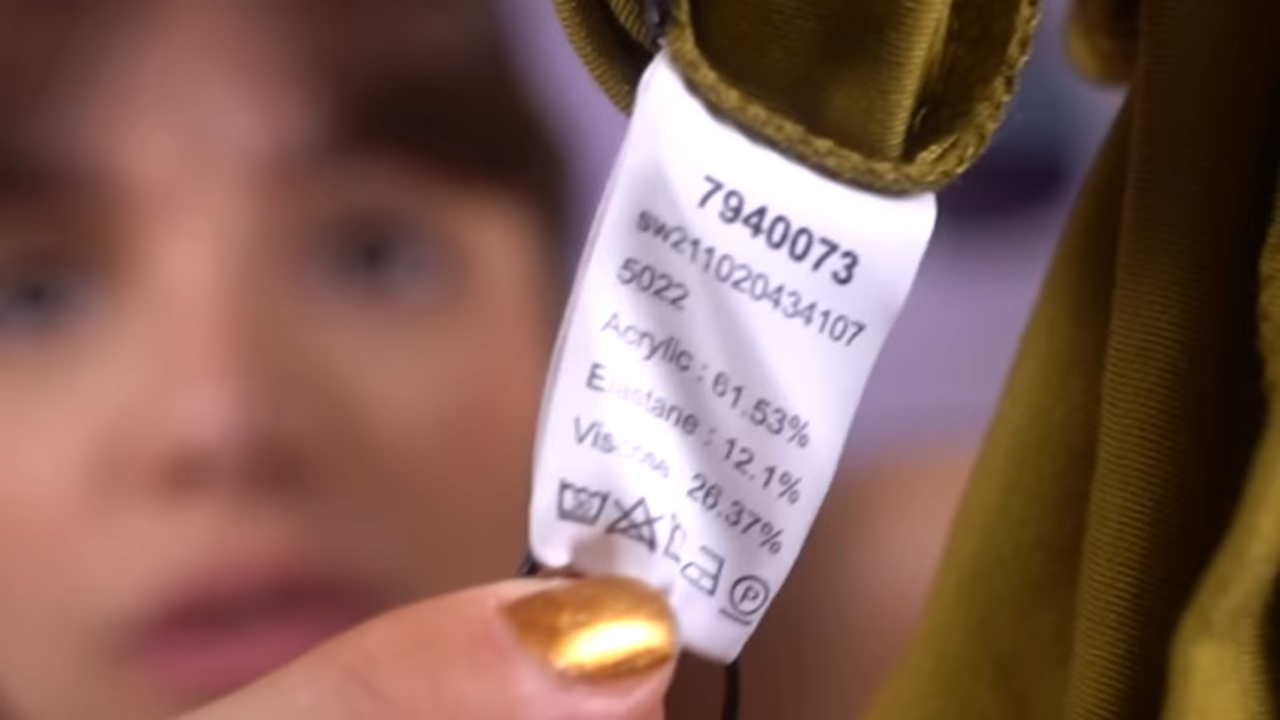 7940073
sw211020434107
5022
Acrylic : 61.53%
Elastane : 12.1%
Viscose : 26.37%
P